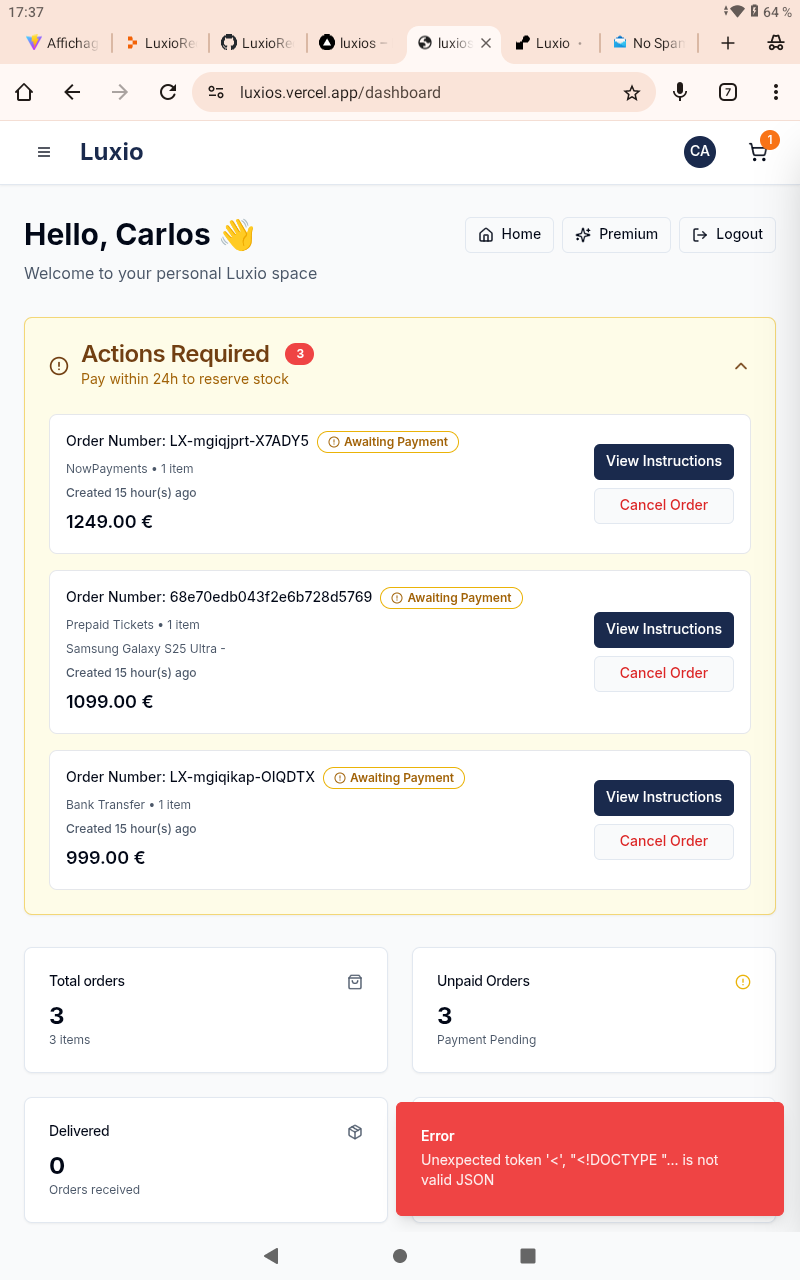 17:37
64 %
Affichag
LuxioRe
LuxioRe
luxios –
luxios
Luxio
No Span
luxios.vercel.app/dashboard
7
Luxio
CA
1
Hello, Carlos 👋
Home
Premium
Logout
Welcome to your personal Luxio space
Actions Required
3
Pay within 24h to reserve stock
Order Number: LX-mgiqjprt-X7ADY5
Awaiting Payment
NowPayments • 1 item
Created 15 hour(s) ago
1249.00 €
View Instructions
Cancel Order
Order Number: 68e70edb043f2e6b728d5769
Awaiting Payment
Prepaid Tickets • 1 item
Samsung Galaxy S25 Ultra -
Created 15 hour(s) ago
1099.00 €
View Instructions
Cancel Order
Order Number: LX-mgiqikap-OIQDTX
Awaiting Payment
Bank Transfer • 1 item
Created 15 hour(s) ago
999.00 €
View Instructions
Cancel Order
Total orders
3
3 items
Unpaid Orders
3
Payment Pending
Delivered
0
Orders received
Error
Unexpected token '<', "<!DOCTYPE "... is not
valid JSON